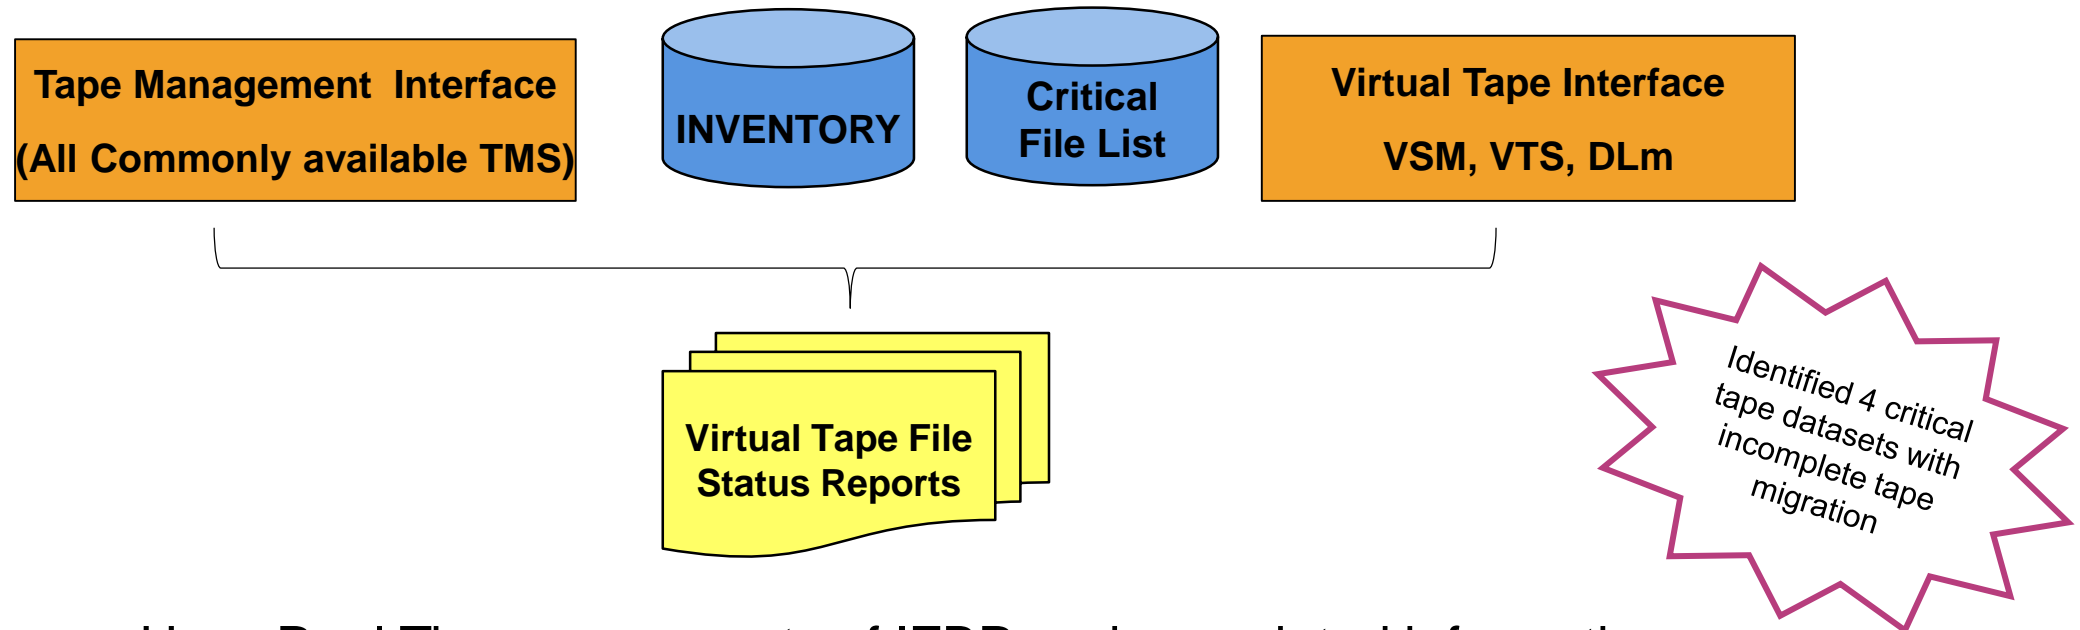 Tape Management Interface
(All Commonly available TMS)
INVENTORY
Critical
File List
Virtual Tape Interface
VSM, VTS, DLm
Virtual Tape File
Status Reports
Identified 4 critical
tape datasets with
incomplete tape
migration